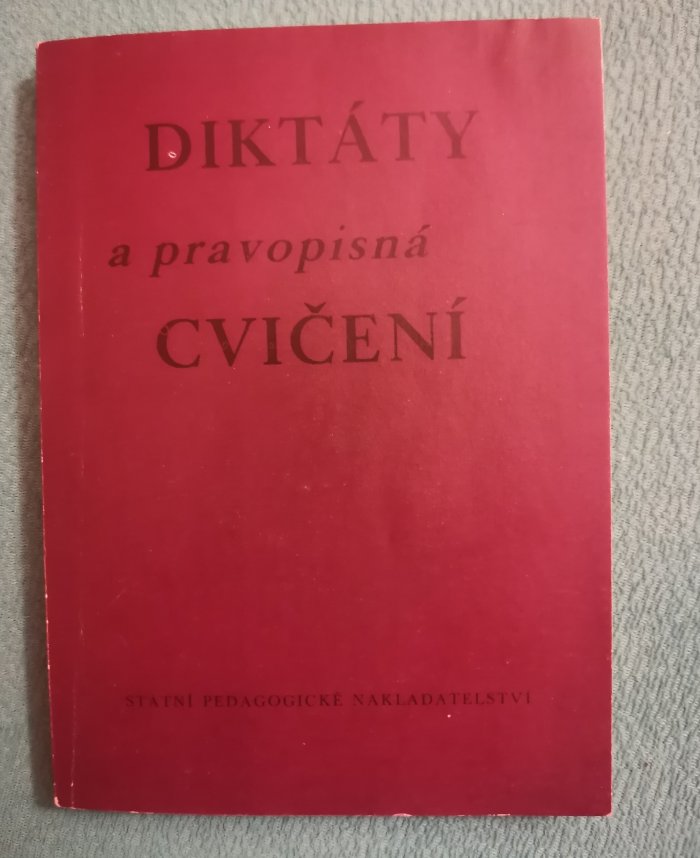 DIKTÁTY
a pravopisná
CVIČENÍ
STÁTNÍ PEDAGOGICKÉ NAKLADATELSTVÍ